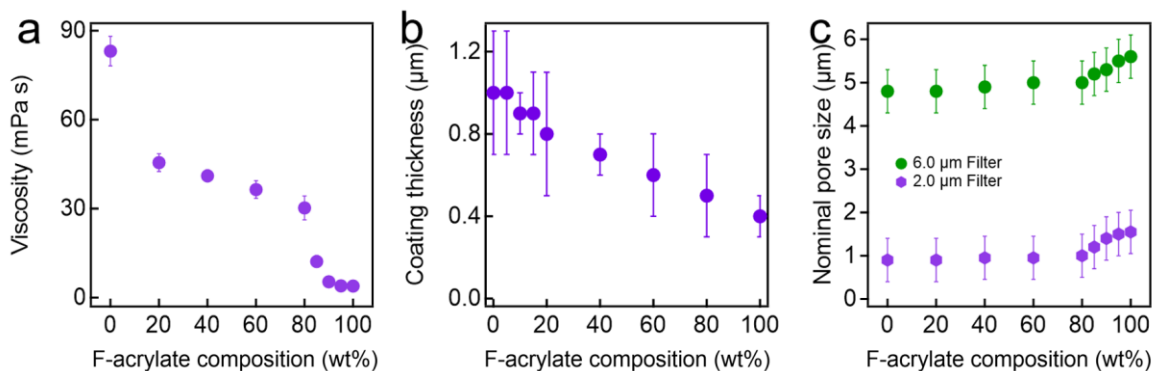 a
Viscosity (mPa s)
90
60
30
0
0 20 40 60 80 100
F-acrylate composition (wt%)
b
Coating thickness (μm)
1.2
0.8
0.4
0.0
0 20 40 60 80 100
F-acrylate composition (wt%)
c
Nominal pore size (μm)
6
5
4
3
2
1
0
6.0 μm Filter
2.0 μm Filter
0 20 40 60 80 100
F-acrylate composition (wt%)